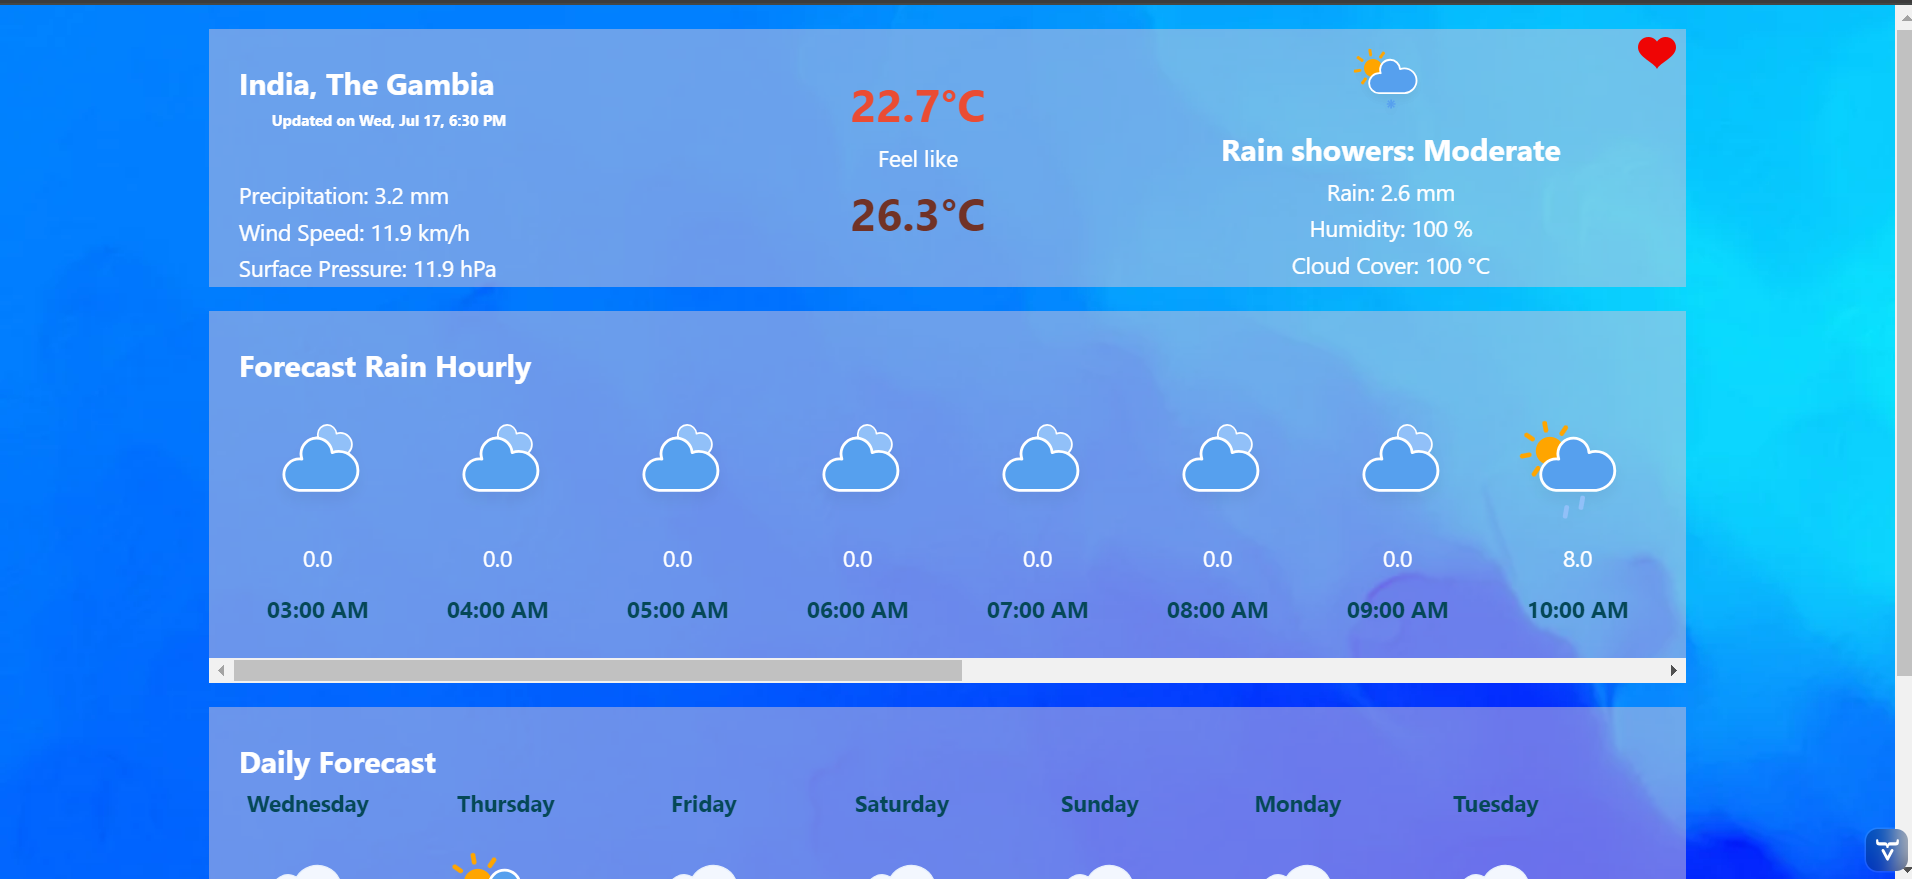 India, The Gambia
Updated on Wed, Jul 17, 6:30 PM
Precipitation: 3.2 mm
Wind Speed: 11.9 km/h
Surface Pressure: 11.9 hPa
22.7°C
Feel like
26.3°C
Rain showers: Moderate
Rain: 2.6 mm
Humidity: 100 %
Cloud Cover: 100 °C
Forecast Rain Hourly
0.0 0.0 0.0 0.0 0.0 0.0 0.0 8.0
03:00 AM 04:00 AM 05:00 AM 06:00 AM 07:00 AM 08:00 AM 09:00 AM 10:00 AM
Daily Forecast
Wednesday Thursday Friday Saturday Sunday Monday Tuesday